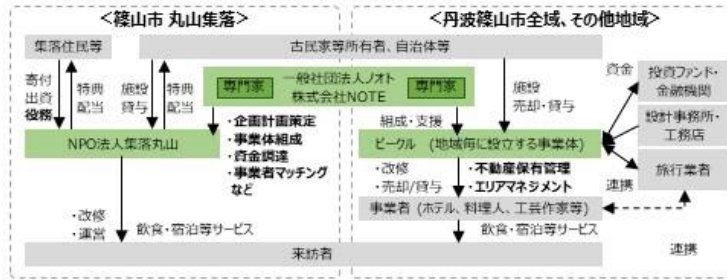 <篠山市 丸山集落>
<丹波篠山市全域、その他地域>
集落住民等
古民家等所有者、自治体等
寄付
出資
役務
特典
配当
施設
貸与
特典
配当
専門家
一般社団法人ノオト
株式会社NOTE
専門家
施設
売却・貸与
資金
投資ファンド・
金融機関
・企画計画策定
・事業体組成
・資金調達
・事業者マッチング
など
組成・支援
設計事務所・
工務店
NPO法人集落丸山
ビークル (地域毎に設立する事業体)
旅行業者
・改修
・売却/貸与
・不動産保有管理
・エリアマネジメント
連携
事業者 (ホテル、料理人、工芸作家等)
・改修
・運営
飲食・宿泊等サービス
飲食・宿泊等サービス
連携
来訪者